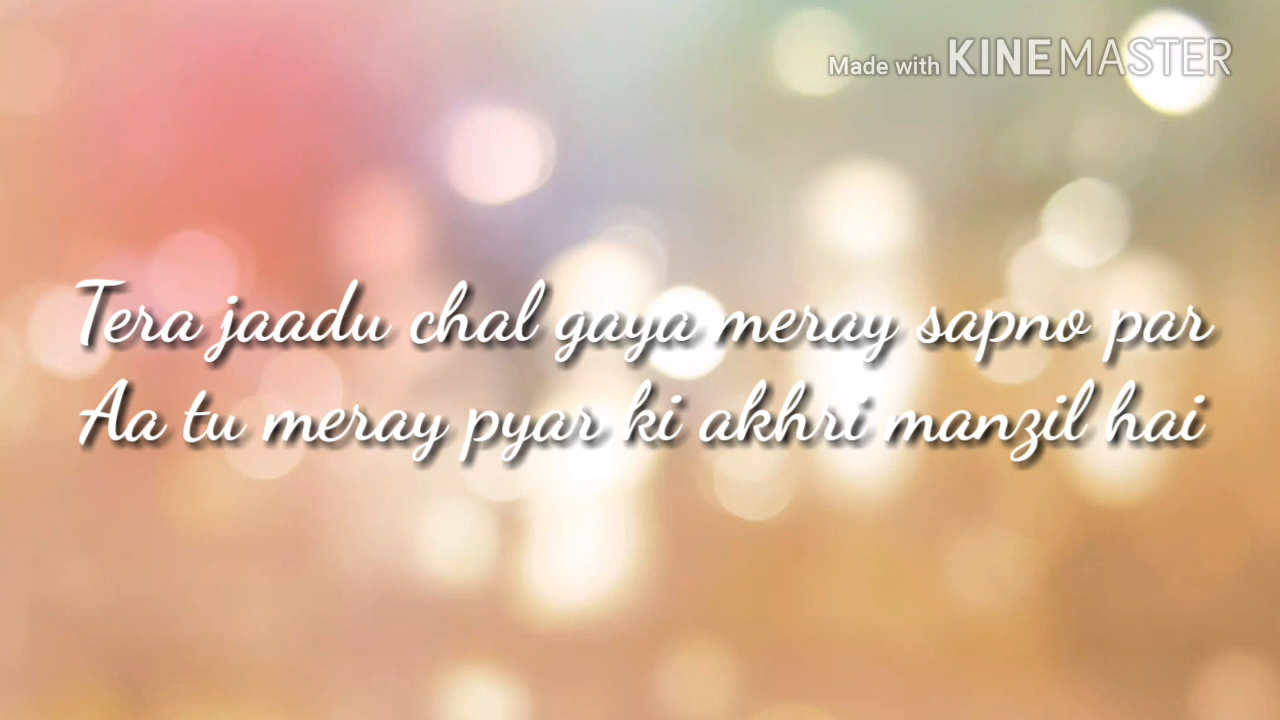 Made with KINEMASTER
Tera jaadu chal gaya meray sapno par
Aa tu meray pyar ki akhri manzil hai